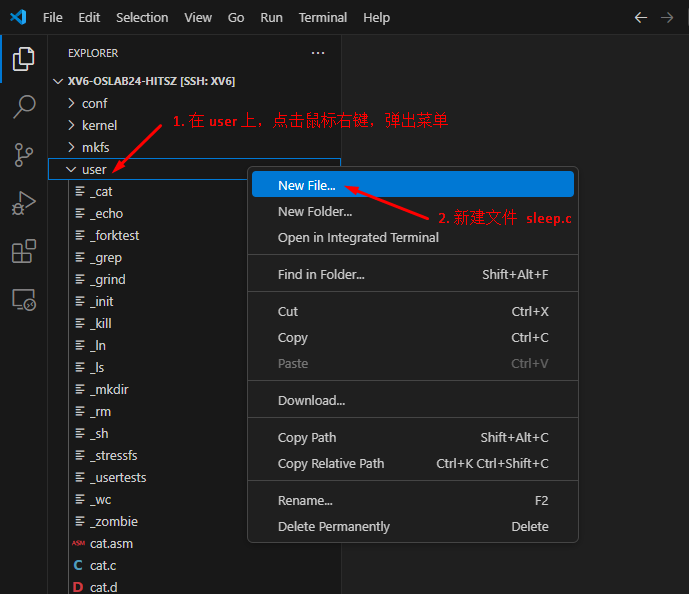 File Edit Selection View Go Run Terminal Help
EXPLORER
XV6-OSLAB24-HITSZ [SSH: XV6]
conf
kernel
mkfs
user
_cat
_echo
_forktest
_grep
_grind
_init
_kill
_ln
_ls
_mkdir
_rm
_sh
_stressfs
_usertests
_wc
_zombie
ASM cat.asm
C cat.c
D cat.d
1. 在 user 上，点击鼠标右键，弹出菜单
New File...
2. 新建文件 sleep.c
New Folder...
Open in Integrated Terminal
Find in Folder... Shift+Alt+F
Cut Ctrl+X
Copy Ctrl+C
Paste Ctrl+V
Download...
Copy Path Shift+Alt+C
Copy Relative Path Ctrl+K Ctrl+Shift+C
Rename... F2
Delete Permanently Delete